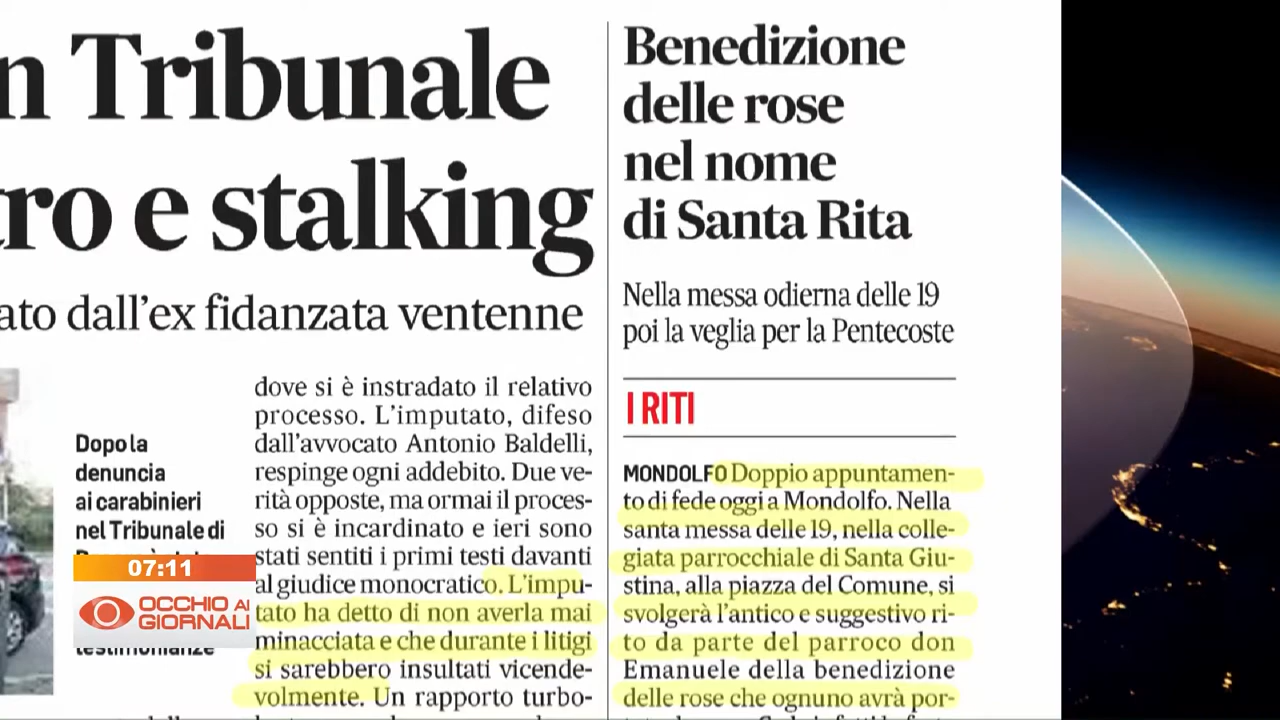 n Tribunale
ro e stalking
ato dall'ex fidanzata ventenne
Dopo la
denuncia
ai carabinieri
nel Tribunale di
testimonianze
07:11
OCCHIO AI
GIORNALI
dove si è instradato il relativo
processo. L'imputato, difeso
dall'avvocato Antonio Baldelli,
respinge ogni addebito. Due ve-
rità opposte, ma ormai il proces-
so si è incardinato e ieri sono
stati sentiti i primi testi davanti
al giudice monocratico. L'impu-
tato ha detto di non averla mai
minacciata e che durante i litigi
si sarebbero insultati vicende-
volmente. Un rapporto turbo-
Benedizione
delle rose
nel nome
di Santa Rita
Nella messa odierna delle 19
poi la veglia per la Pentecoste
I RITI
MONDOLFO Doppio appuntamen-
to di fede oggi a Mondolfo. Nella
santa messa delle 19, nella colle-
giata parrocchiale di Santa Giu-
stina, alla piazza del Comune, si
svolgerà l'antico e suggestivo ri-
to da parte del parroco don
Emanuele della benedizione
delle rose che ognuno avrà por-